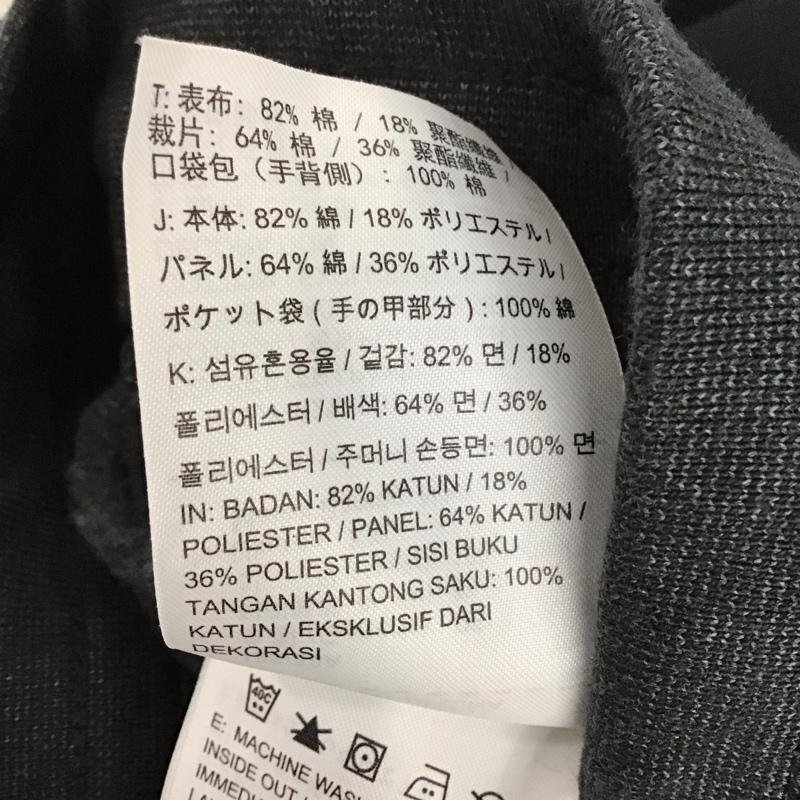 T: 表布: 82% 棉 / 18% 聚酯纖維 /
裁片: 64% 棉 / 36% 聚酯纖維 /
口袋包（手背側）: 100% 棉
J: 本体: 82% 綿 / 18% ポリエステル /
パネル: 64% 綿 / 36% ポリエステル /
ポケット袋 ( 手の甲部分 ) : 100% 綿
K: 섬유혼용율 / 겉감: 82% 면 / 18%
폴리에스터 / 배색: 64% 면 / 36%
폴리에스터 / 주머니 손등면: 100% 면
IN: BADAN: 82% KATUN / 18%
POLIESTER / PANEL: 64% KATUN /
36% POLIESTER / SISI BUKU
TANGAN KANTONG SAKU: 100%
KATUN / EKSKLUSIF DARI
DEKORASI
40C
E: MACHINE WAS
INSIDE OUT /
IMMEDI